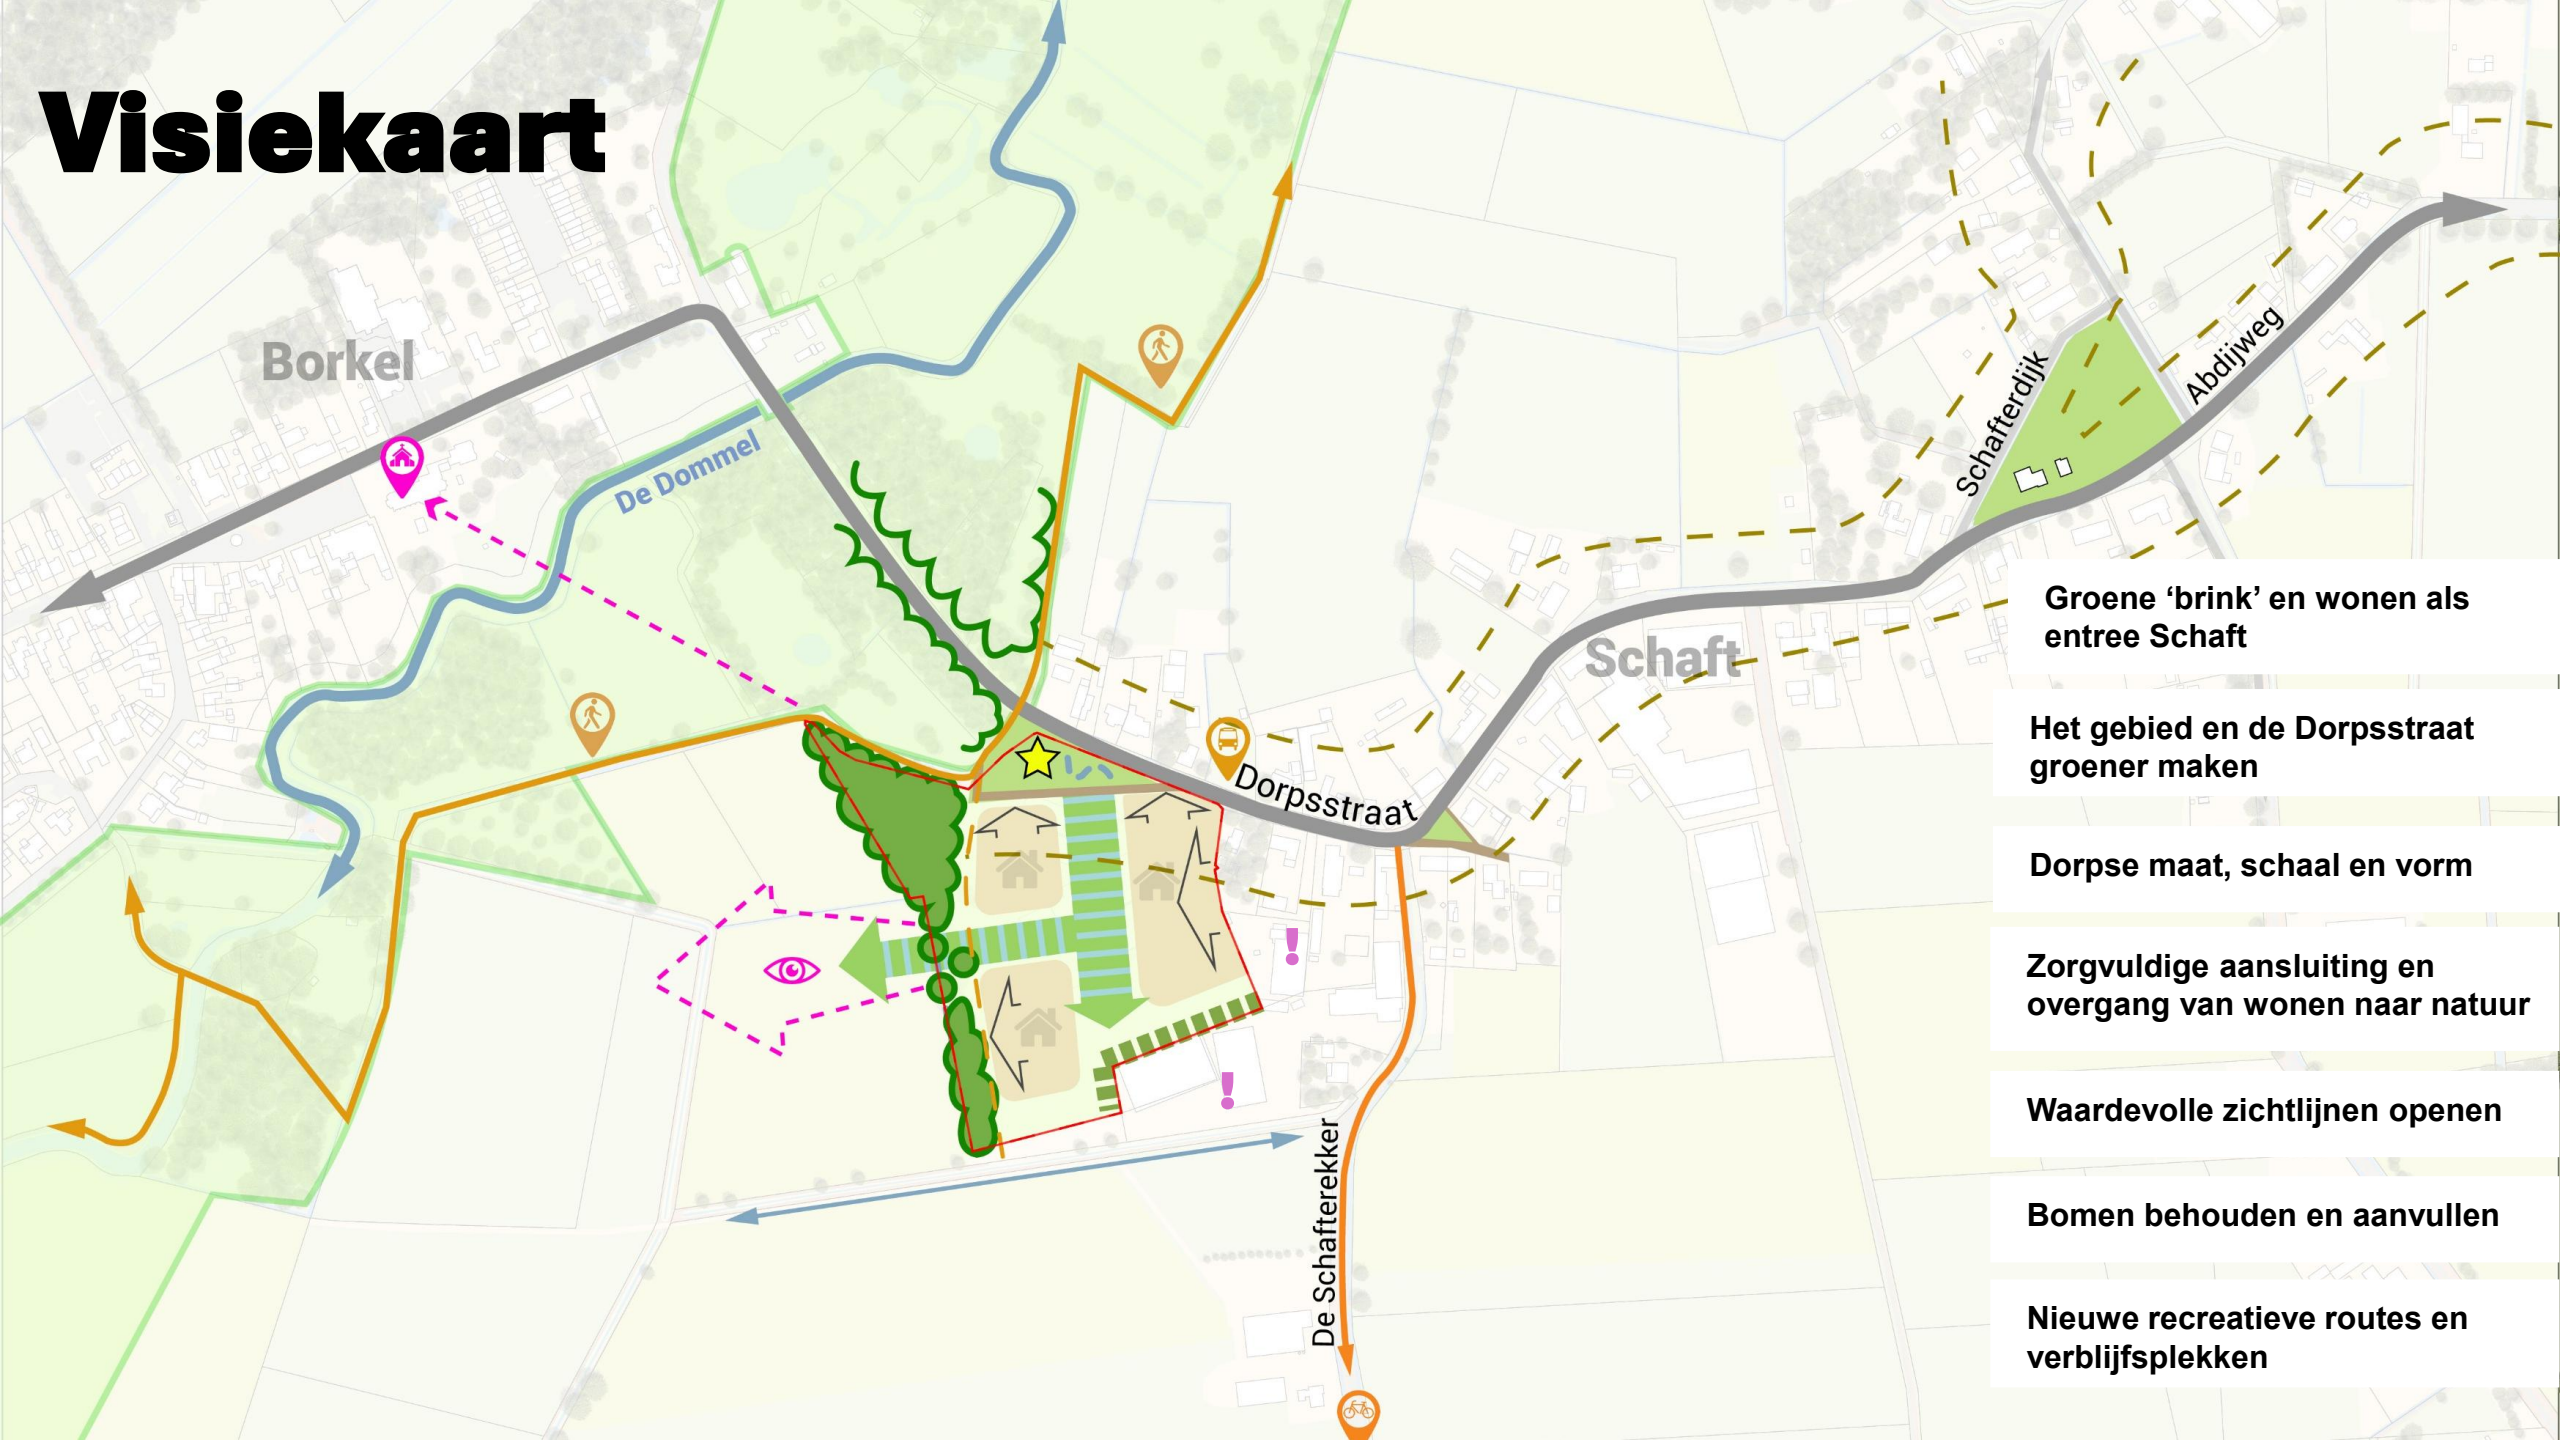 Visiekaart
Borkel
De Dommel
Schafterdijk
Abdijweg
Schaft
Dorpsstraat
De Schafterekker
Groene ‘brink’ en wonen als
entree Schaft
Het gebied en de Dorpsstraat
groener maken
Dorpse maat, schaal en vorm
Zorgvuldige aansluiting en
overgang van wonen naar natuur
Waardevolle zichtlijnen openen
Bomen behouden en aanvullen
Nieuwe recreatieve routes en
verblijfsplekken